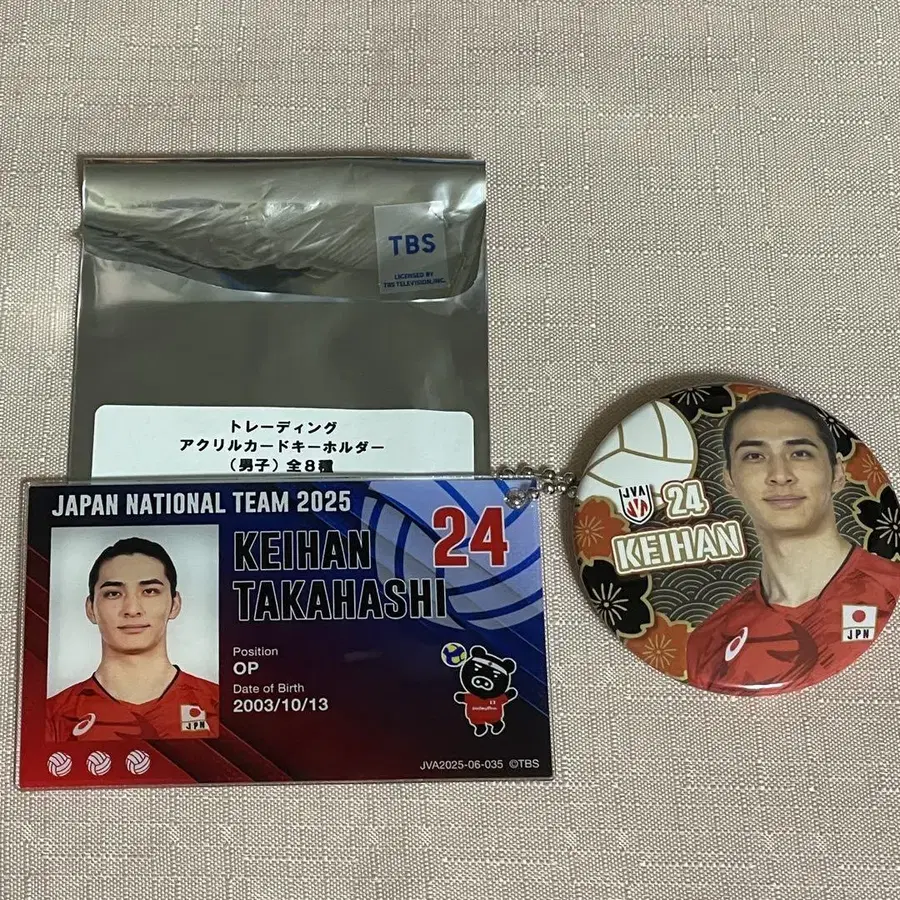 TBS
LICENSED BY
TBS TELEVISION, INC.
トレーディング
アクリルカードキーホルダー
(男子) 全8種
JAPAN NATIONAL TEAM 2025
KEIHAN
TAKAHASHI
24
Position
OP
Date of Birth
2003/10/13
JPN
JVA2025-06-035 ©TBS
JVA
24
KEIHAN
JPN